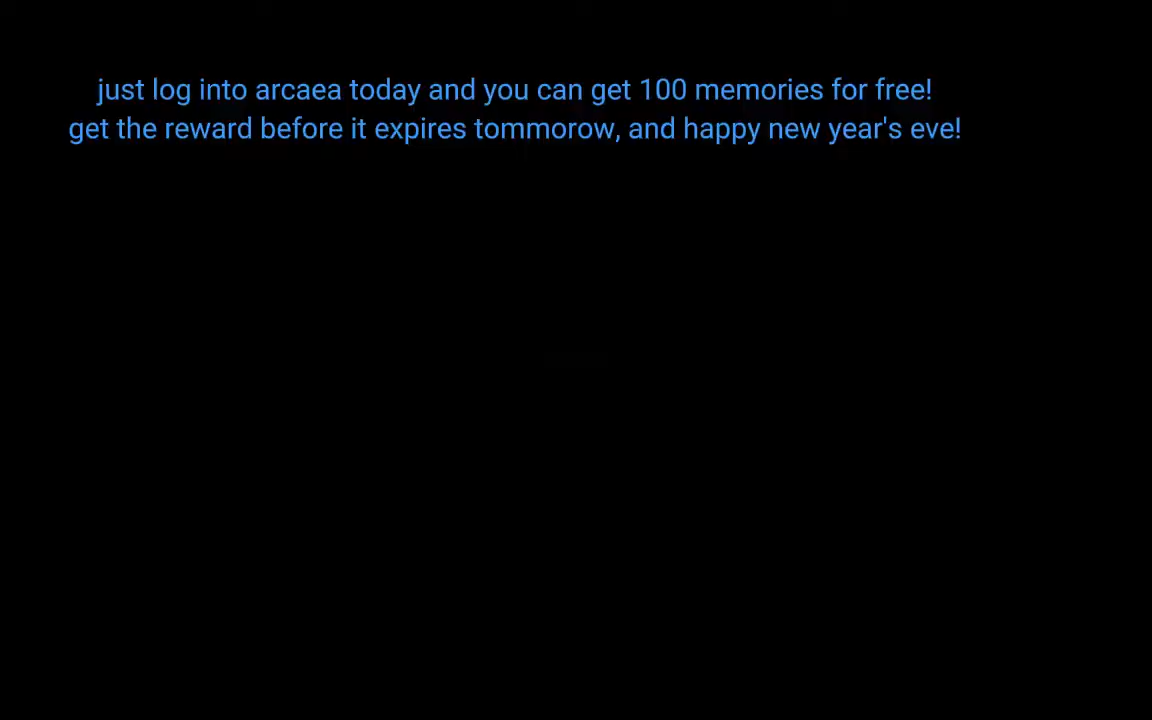 just log into arcaea today and you can get 100 memories for free!
get the reward before it expires tommorow, and happy new year's eve!